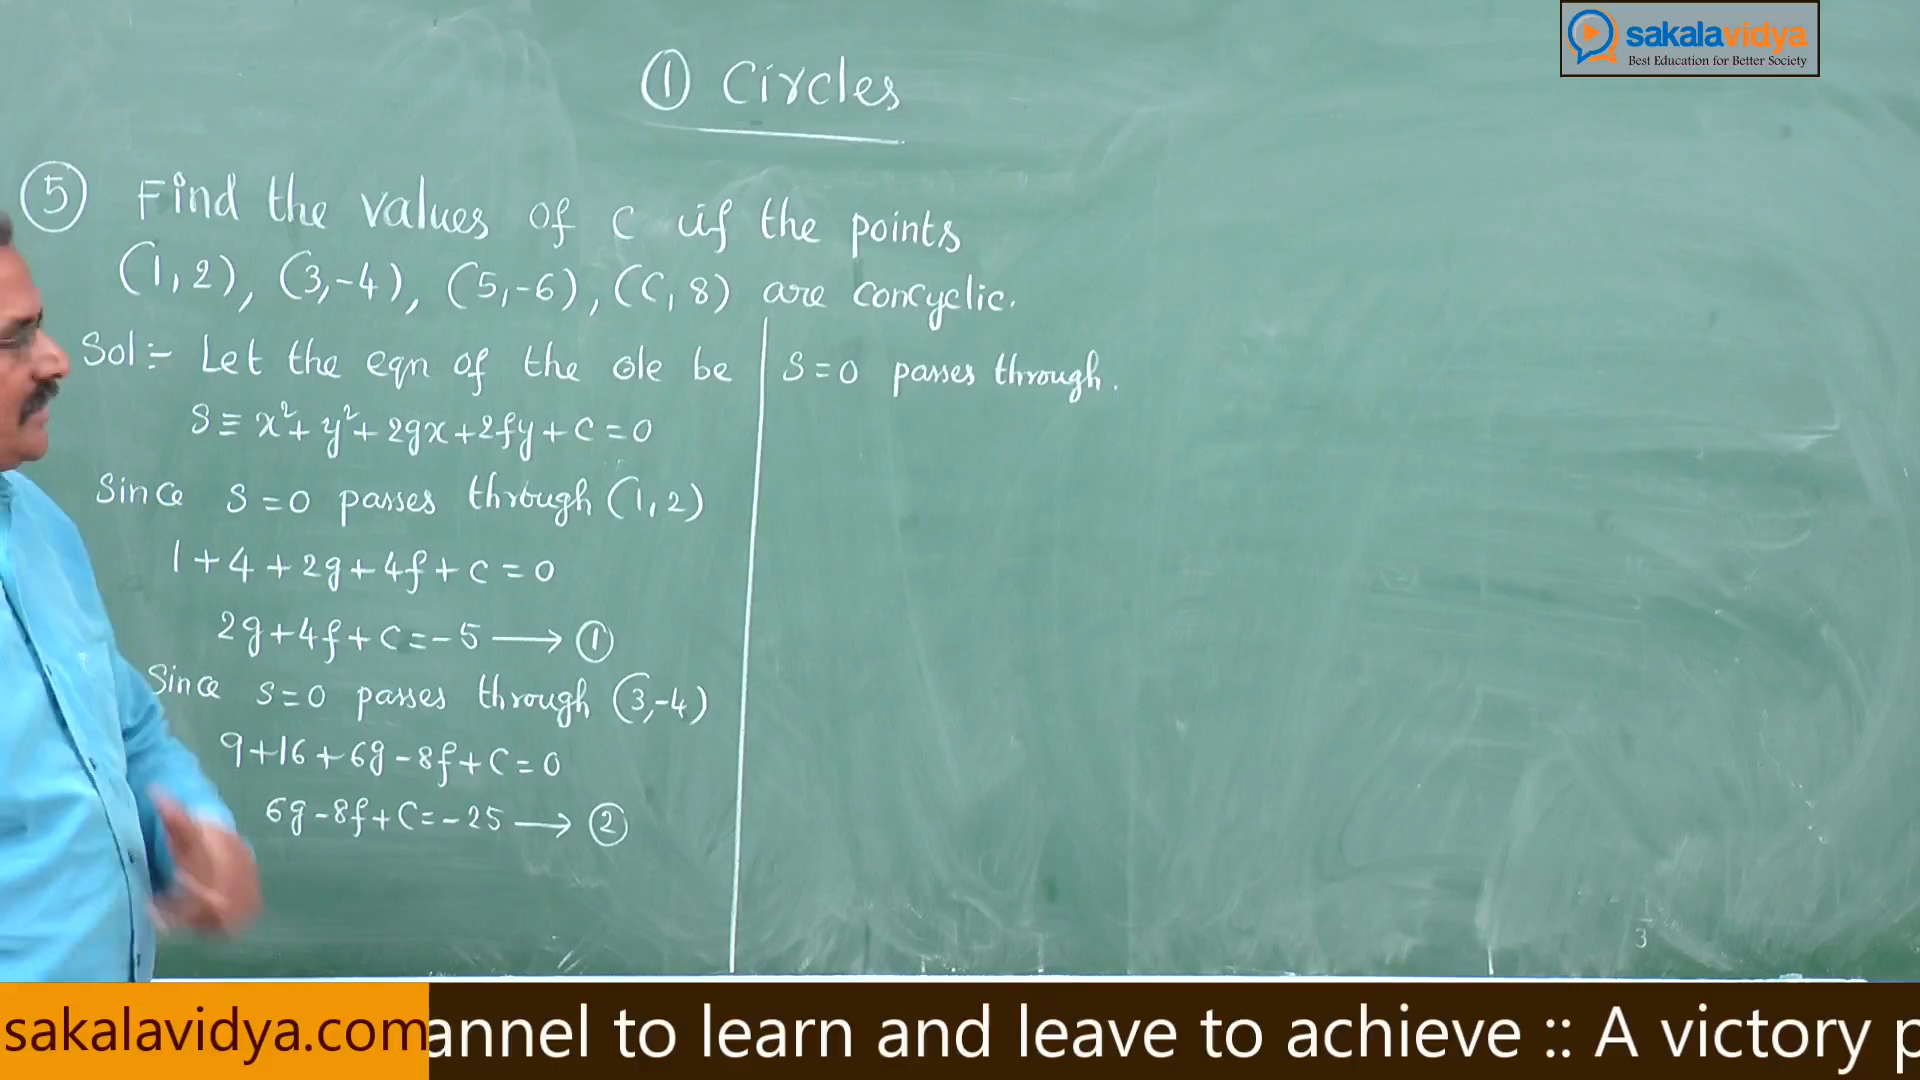 sakalavidya
Best Education for Better Society
① Circles
⑤ Find the values of C if the points
(1,2), (3,-4), (5,-6), (C, 8) are concyclic.
Sol:- Let the eqn of the ole be
S ≡ x²+ y²+ 2gx+2fy+C=0
Since S=0 passes through (1,2)
1+4+2g+4f+C=0
2g+4f+C=-5 ⟶ ①
Since S=0 passes through (3,-4)
9+16+6g-8f+C=0
6g-8f+C=-25 ⟶ ②
S=0 passes through.
3
sakalavidya.com
annel to learn and leave to achieve :: A victory p